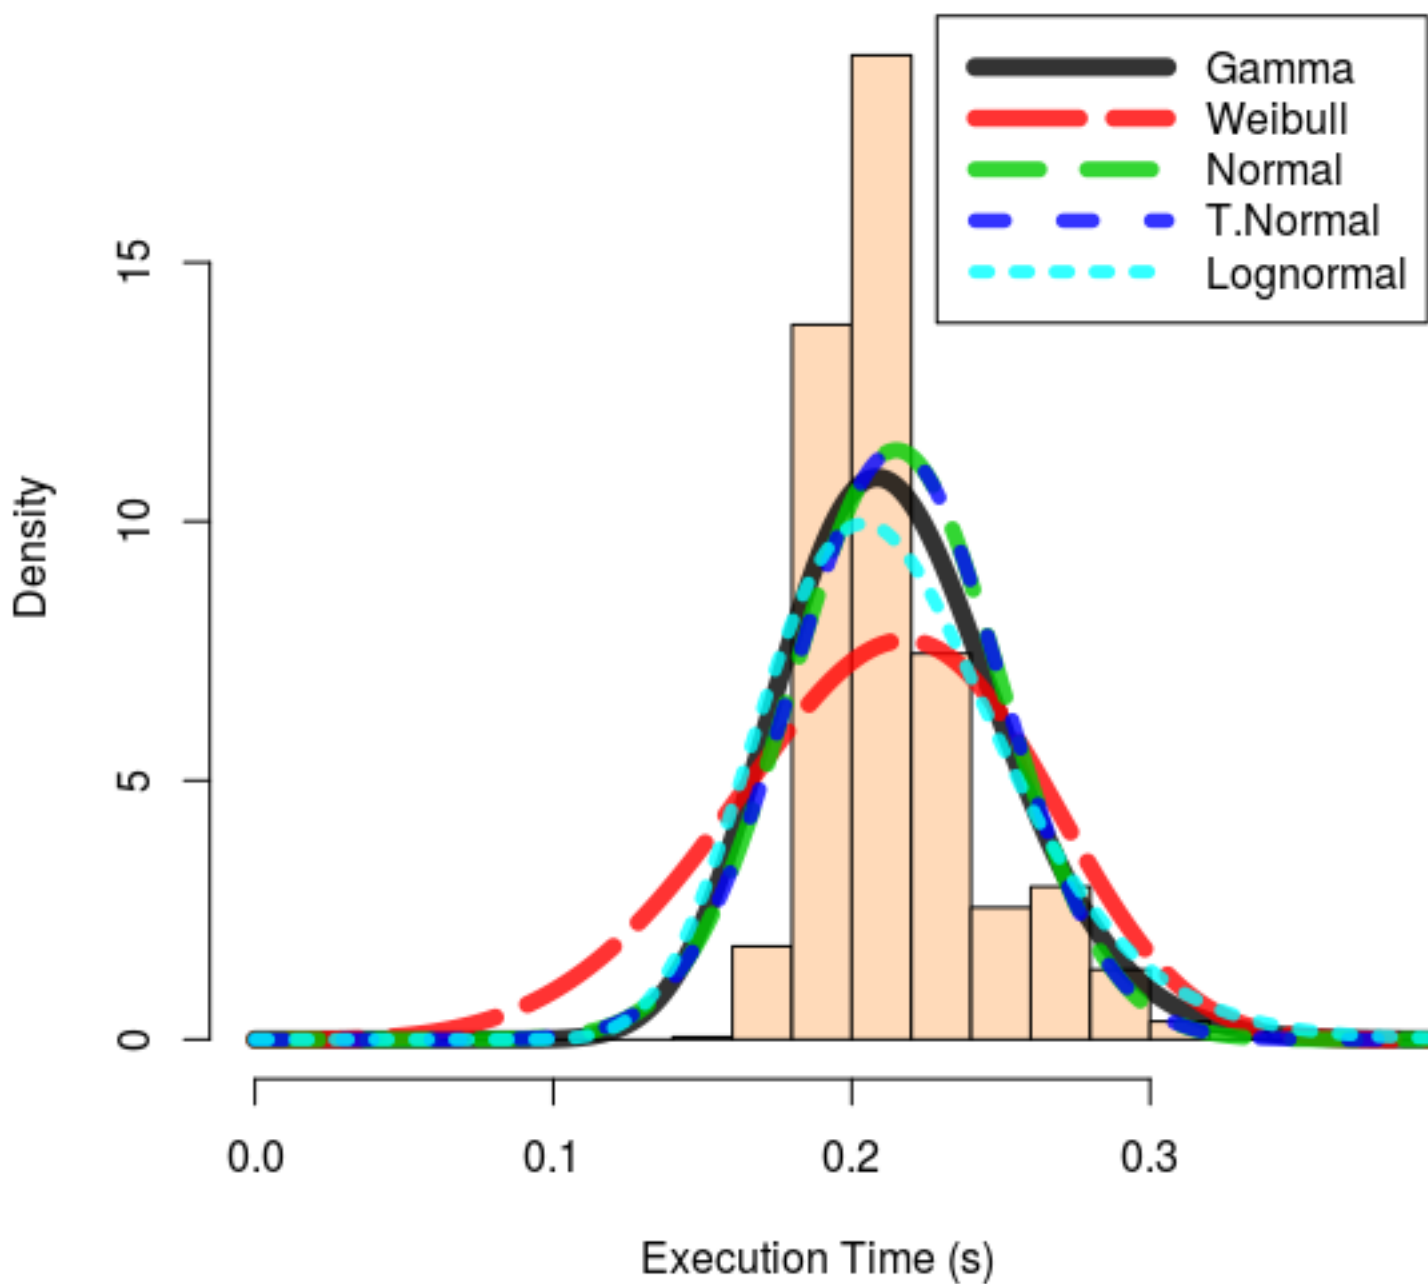 Gamma
Weibull
Normal
T.Normal
Lognormal
Density
15
10
5
0
0.0 0.1 0.2 0.3
Execution Time (s)